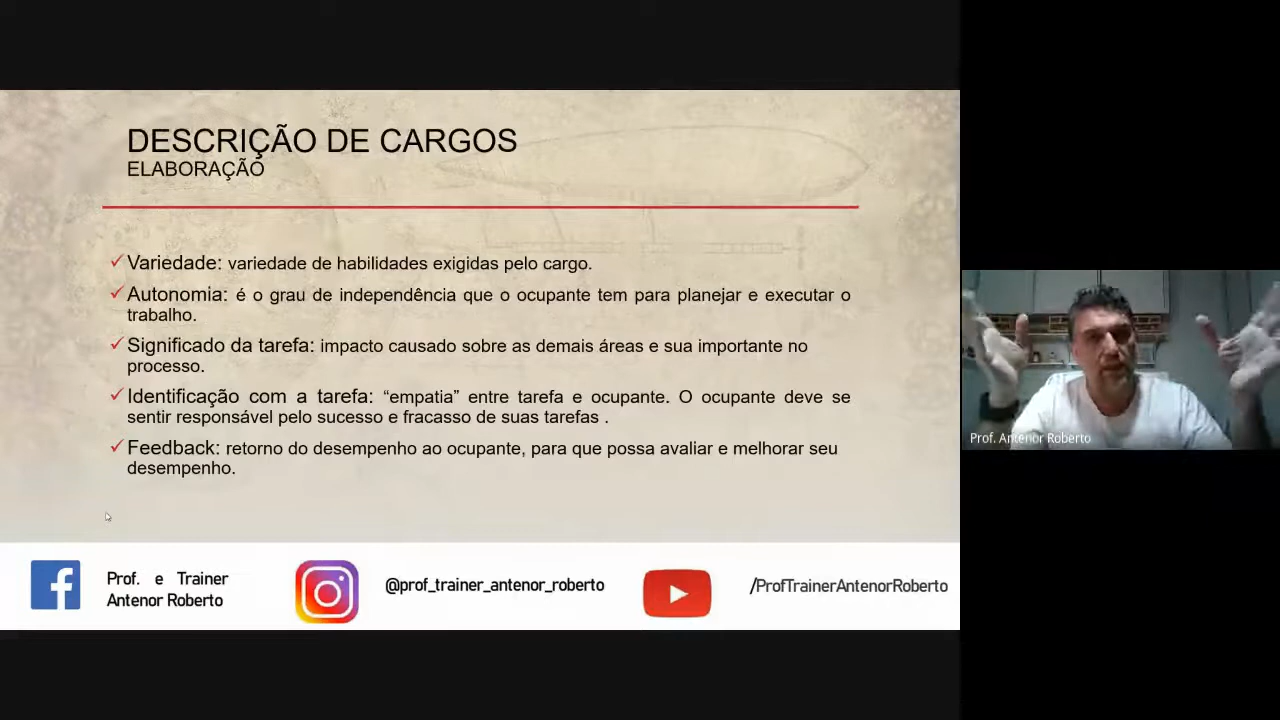 DESCRIÇÃO DE CARGOS
ELABORAÇÃO
Variedade: variedade de habilidades exigidas pelo cargo.
Autonomia: é o grau de independência que o ocupante tem para planejar e executar o
trabalho.
Significado da tarefa: impacto causado sobre as demais áreas e sua importante no
processo.
Identificação com a tarefa: “empatia” entre tarefa e ocupante. O ocupante deve se
sentir responsável pelo sucesso e fracasso de suas tarefas .
Feedback: retorno do desempenho ao ocupante, para que possa avaliar e melhorar seu
desempenho.
Prof. e Trainer
Antenor Roberto
@prof_trainer_antenor_roberto
/ProfTrainerAntenorRoberto
Prof. Antenor Roberto